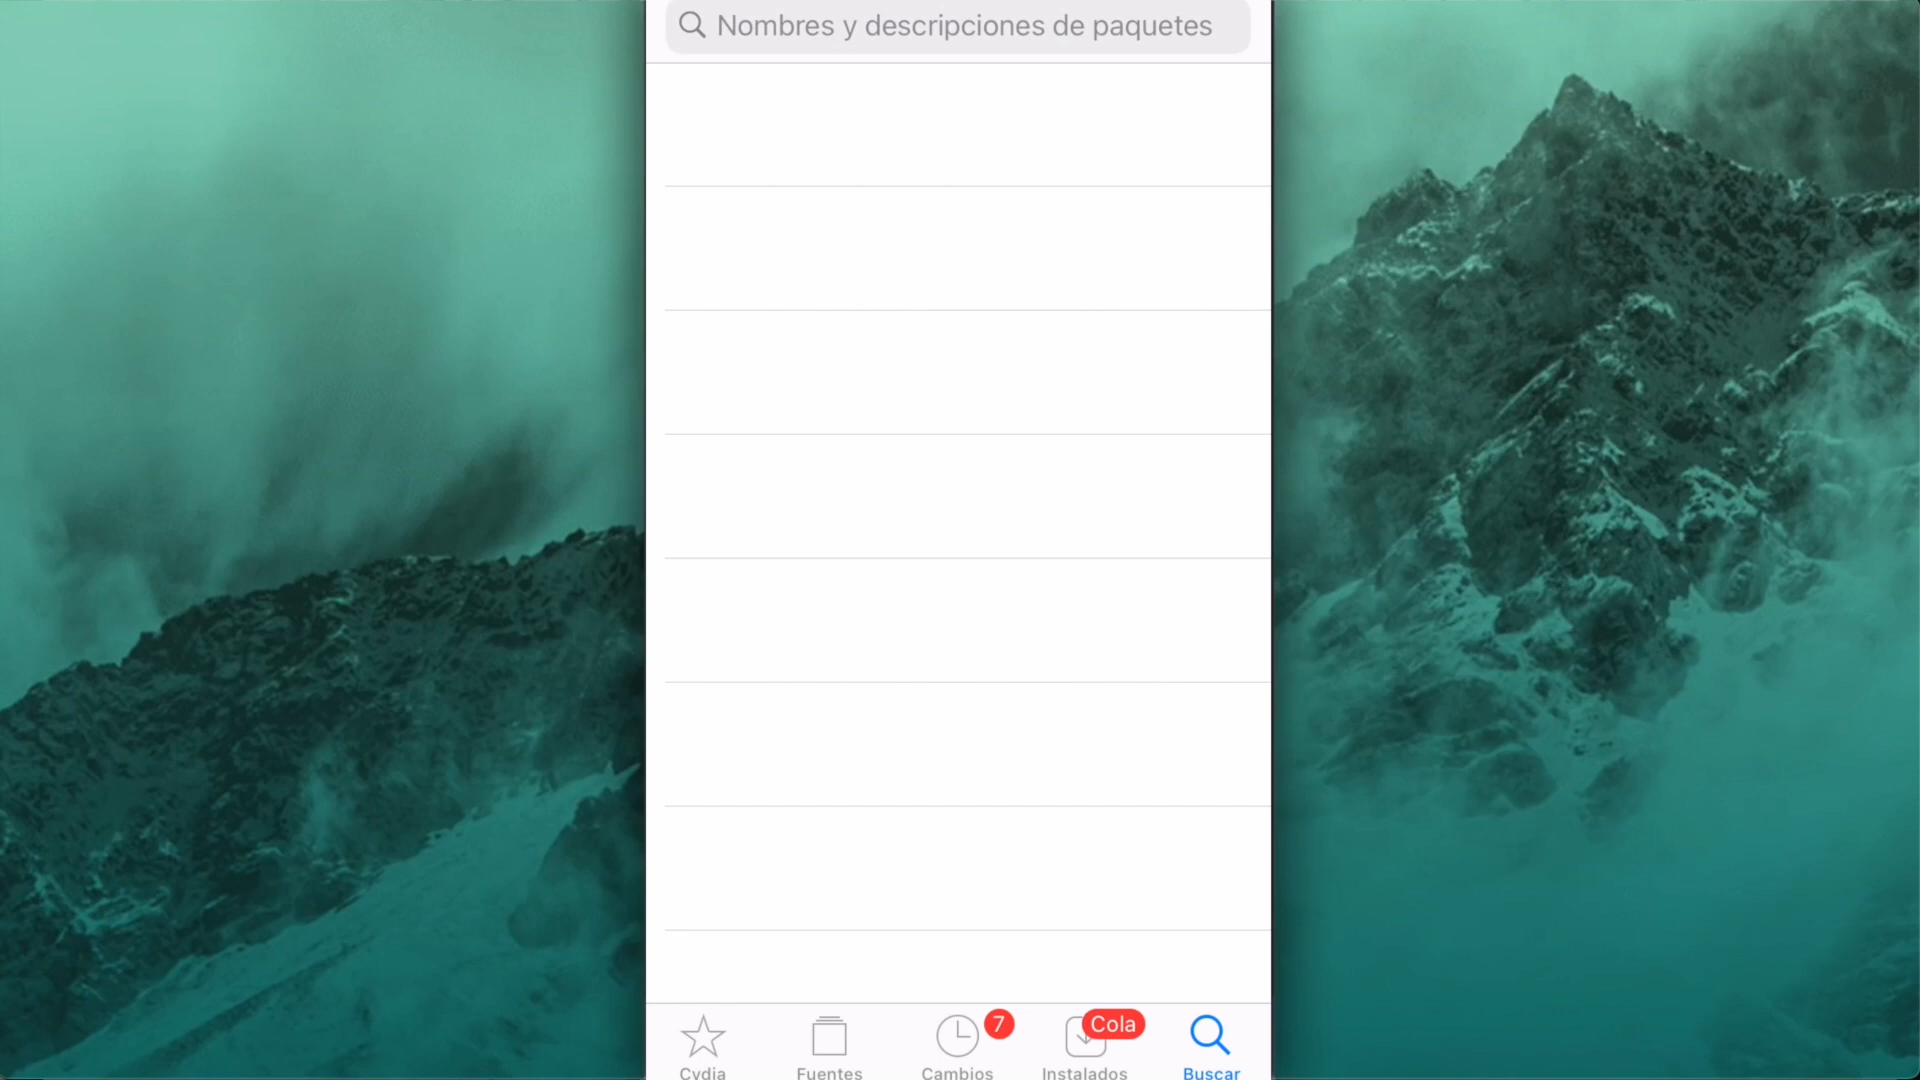 Nombres y descripciones de paquetes
7
Cola
Cydia
Fuentes
Cambios
Instalados
Buscar